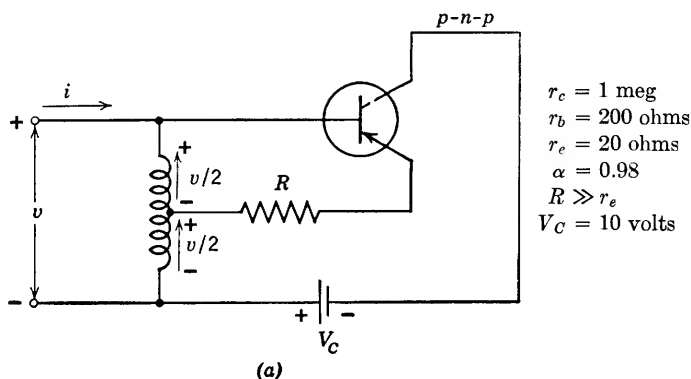 p-n-p
i
r_c = 1 meg
r_b = 200 ohms
r_e = 20 ohms
α = 0.98
R ≫ r_e
V_C = 10 volts
+
+
v/2
-
R
v
+
v/2
-
-
+ -
V_C
(a)